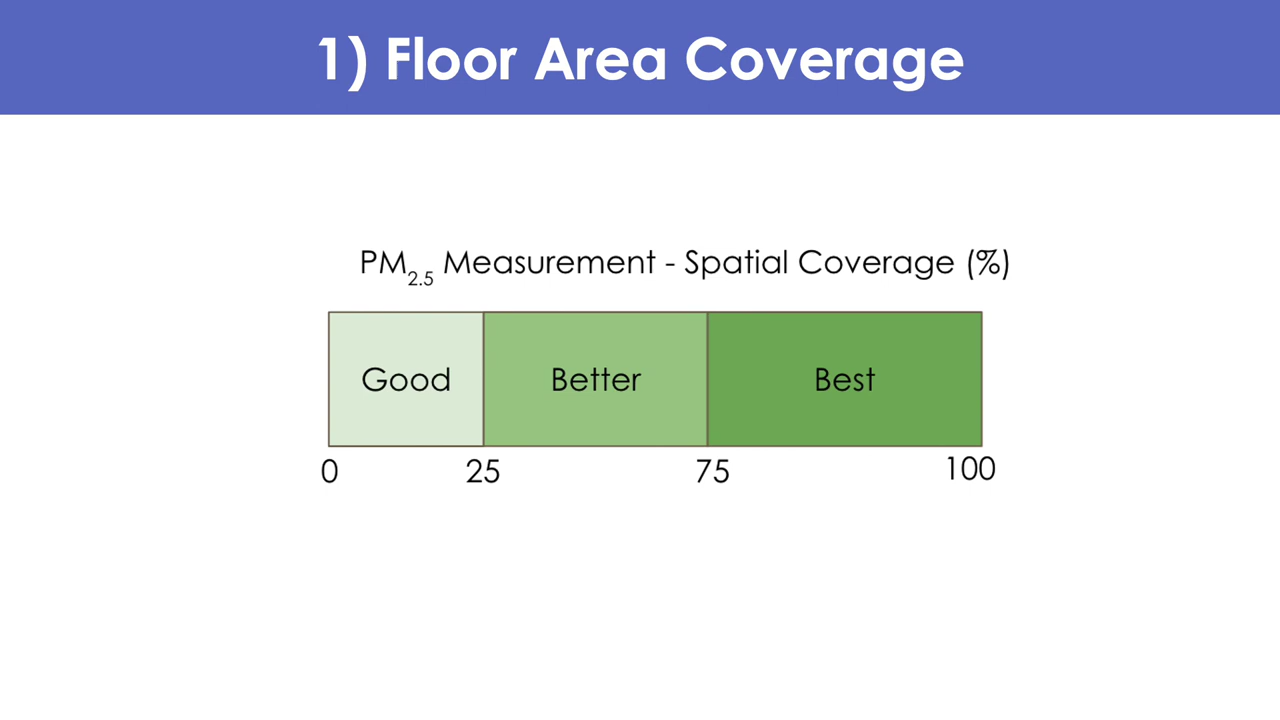 1) Floor Area Coverage
PM2.5 Measurement - Spatial Coverage (%)
Good Better Best
0 25 75 100